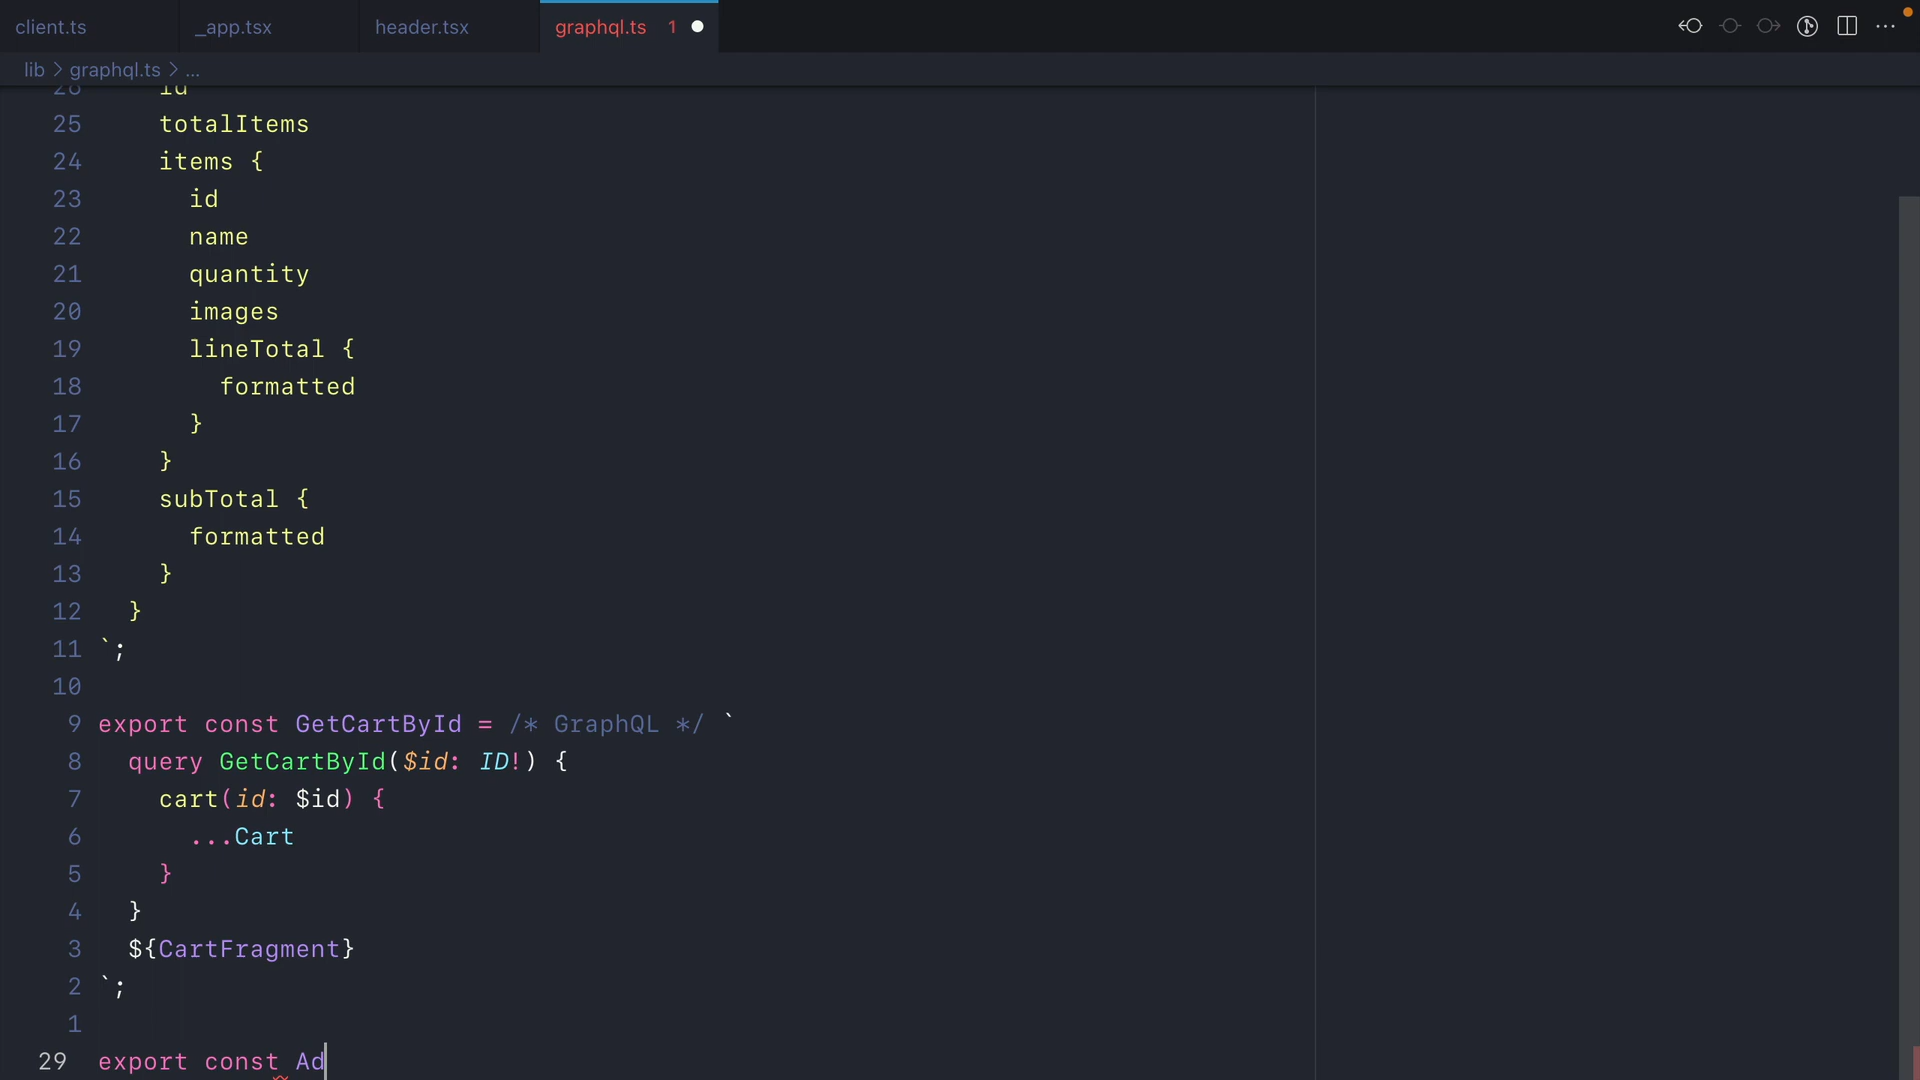 client.ts _app.tsx header.tsx graphql.ts 1
lib > graphql.ts > ...
26 id
25 totalItems
24 items {
23 id
22 name
21 quantity
20 images
19 lineTotal {
18 formatted
17 }
16 }
15 subTotal {
14 formatted
13 }
12 }
11 `;
10
9 export const GetCartById = /* GraphQL */ `
8 query GetCartById($id: ID!) {
7 cart(id: $id) {
6 ...Cart
5 }
4 }
3 ${CartFragment}
2 `;
1
29 export const Ad